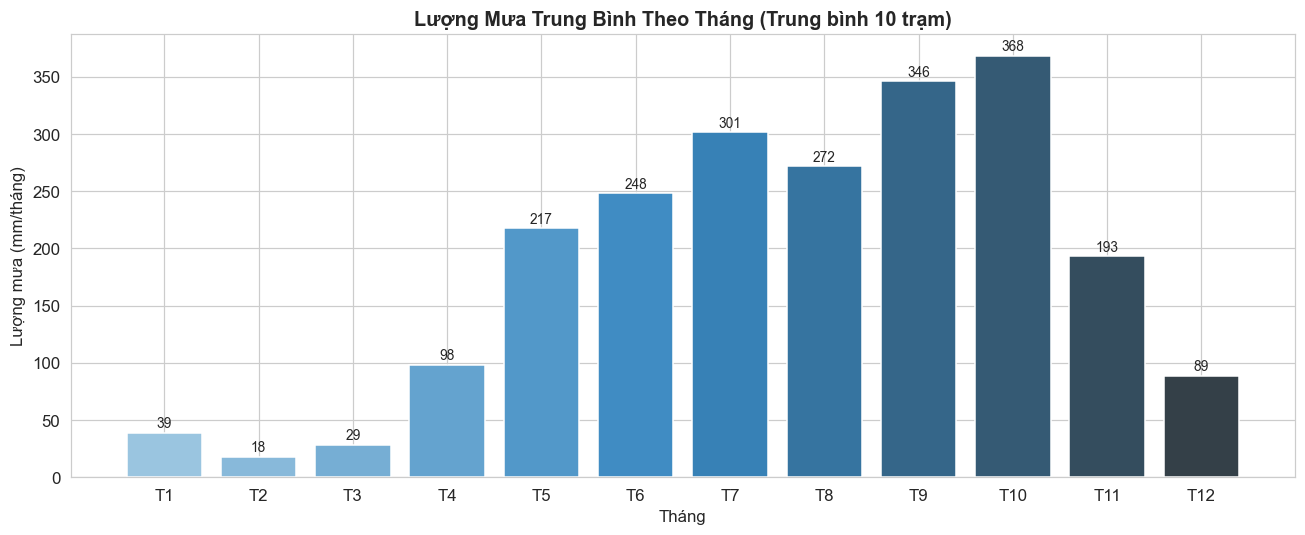 Lượng Mưa Trung Bình Theo Tháng (Trung bình 10 trạm)
Lượng mưa (mm/tháng)
350
300
250
200
150
100
50
0
39
18
29
98
217
248
301
272
346
368
193
89
T1
T2
T3
T4
T5
T6
T7
T8
T9
T10
T11
T12
Tháng